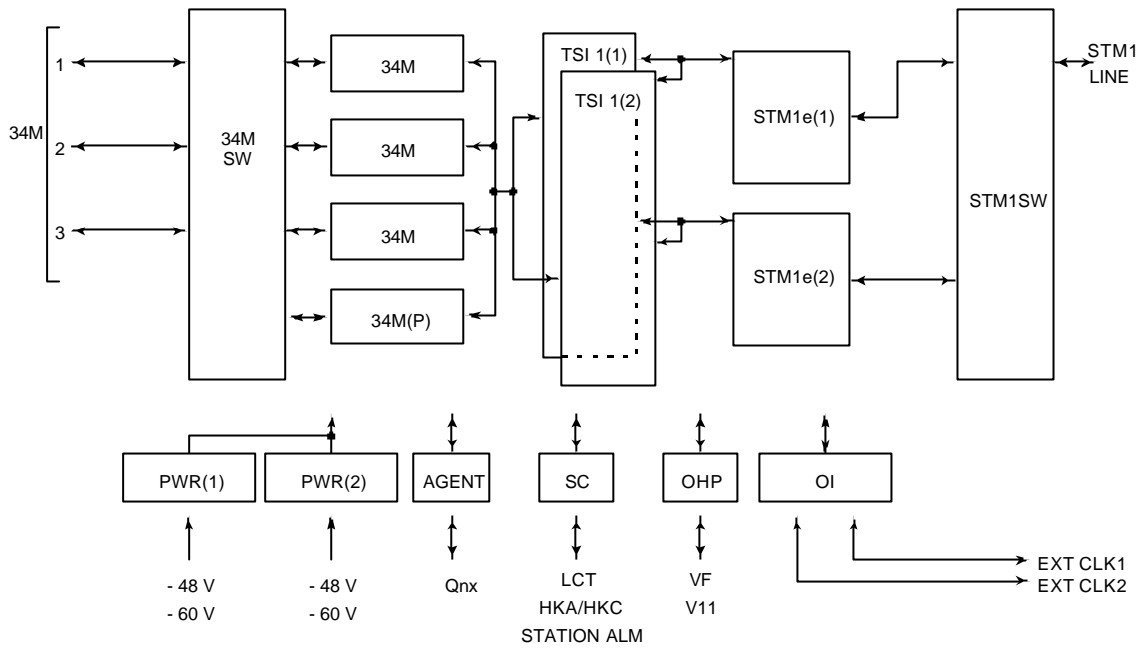 34M
1
2
3
34M
SW
34M
34M
34M
34M(P)
TSI 1(1)
TSI 1(2)
STM1e(1)
STM1e(2)
STM1SW
STM1
LINE
PWR(1)
PWR(2)
AGENT
SC
OHP
OI
- 48 V
- 60 V
- 48 V
- 60 V
Qnx
LCT
HKA/HKC
STATION ALM
VF
V11
EXT CLK1
EXT CLK2